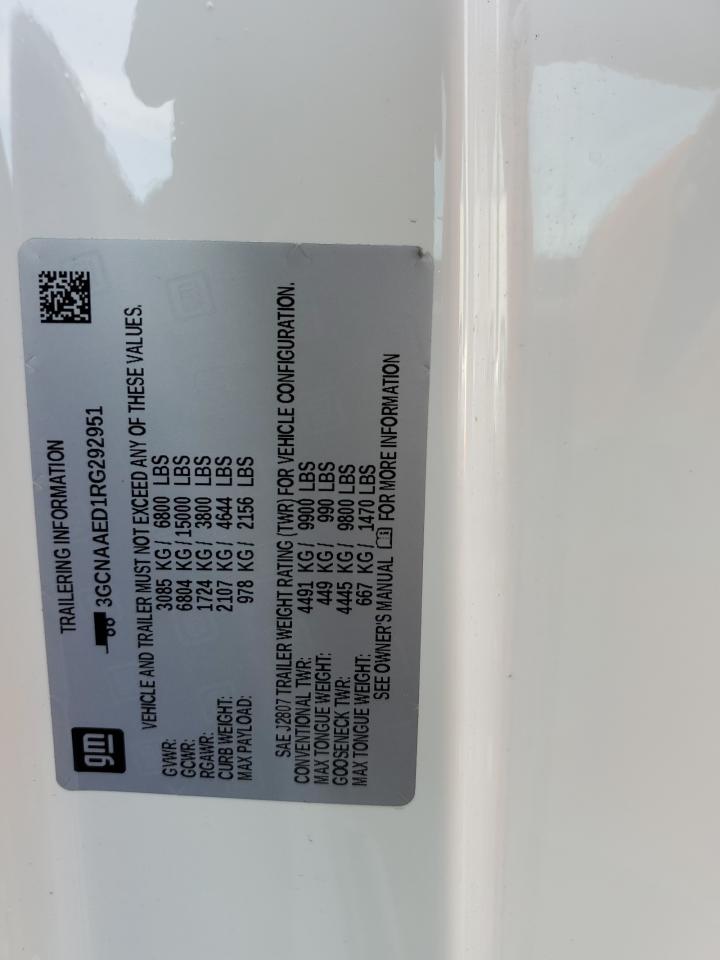 gm
TRAILERING INFORMATION
3GCNAAED1RG292951
VEHICLE AND TRAILER MUST NOT EXCEED ANY OF THESE VALUES.
GVWR: 3085 KG/ 6800 LBS
GCWR: 6804 KG/15000 LBS
RGAWR: 1724 KG/ 3800 LBS
CURB WEIGHT: 2107 KG/ 4644 LBS
MAX PAYLOAD: 978 KG/ 2156 LBS
SAE J2807 TRAILER WEIGHT RATING (TWR) FOR VEHICLE CONFIGURATION.
CONVENTIONAL TWR: 4491 KG/ 9900 LBS
MAX TONGUE WEIGHT: 449 KG/ 990 LBS
GOOSENECK TWR: 4445 KG/ 9800 LBS
MAX TONGUE WEIGHT: 667 KG/ 1470 LBS
SEE OWNER'S MANUAL FOR MORE INFORMATION